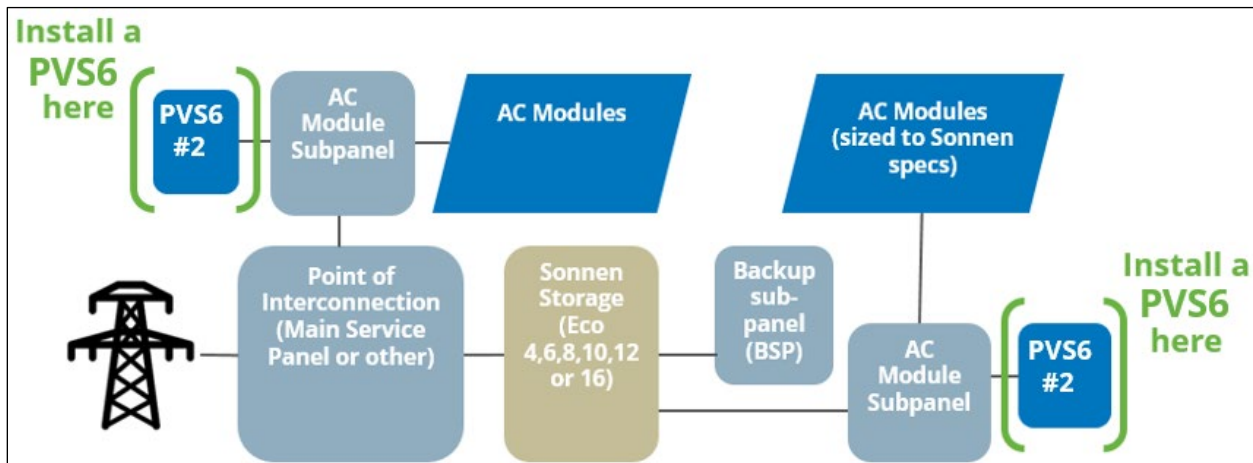 Install a
PVS6
here
PVS6
#2
AC
Module
Subpanel
AC Modules
AC Modules
(sized to Sonnen
specs)
Point of
Interconnection
(Main Service
Panel or other)
Sonnen
Storage
(Eco
4,6,8,10,12
or 16)
Backup
sub-
panel
(BSP)
AC
Module
Subpanel
PVS6
#2
Install a
PVS6
here